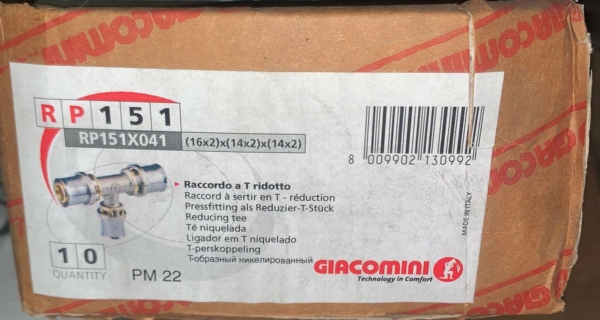 GIACOMINI
RP151
RP151X041 (16x2)x(14x2)x(14x2)
8 009902 130992
Raccordo a T ridotto
Raccord à sertir en T - réduction
Pressfitting als Reduzier-T-Stück
Reducing tee
Té niquelada
Ligador em T niquelado
T-perskoppeling
Т-образный никелированный
MADE IN ITALY
10
QUANTITY
PM 22
GIACOMINI
Technology in Comfort
GIACOMINI